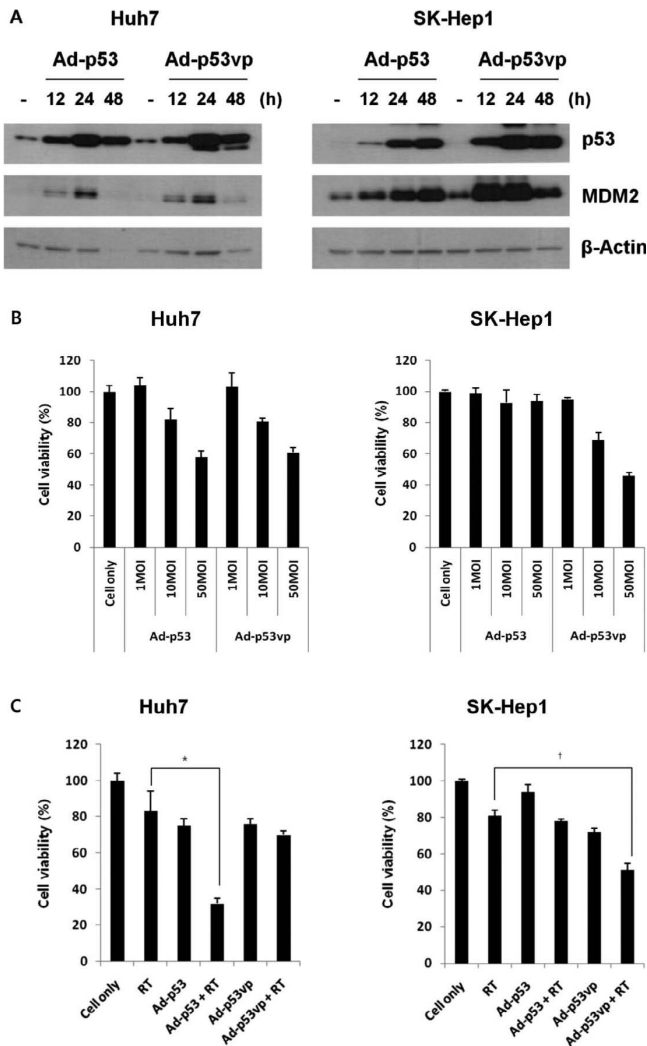 A
Huh7
SK-Hep1
Ad-p53 Ad-p53vp
Ad-p53 Ad-p53vp
- 12 24 48 - 12 24 48 (h)
- 12 24 48 - 12 24 48 (h)
p53
MDM2
β-Actin
B
Huh7
Cell viability (%)
120
100
80
60
40
20
0
Cell only
1MOI
10MOI
50MOI
1MOI
10MOI
50MOI
Ad-p53
Ad-p53vp
SK-Hep1
Cell viability (%)
120
100
80
60
40
20
0
Cell only
1MOI
10MOI
50MOI
1MOI
10MOI
50MOI
Ad-p53
Ad-p53vp
C
Huh7
Cell viability (%)
120
100
80
60
40
20
0
*
Cell only
RT
Ad-p53
Ad-p53 + RT
Ad-p53vp
Ad-p53vp + RT
SK-Hep1
Cell viability (%)
120
100
80
60
40
20
0
†
Cell only
RT
Ad-p53
Ad-p53 + RT
Ad-p53vp
Ad-p53vp + RT